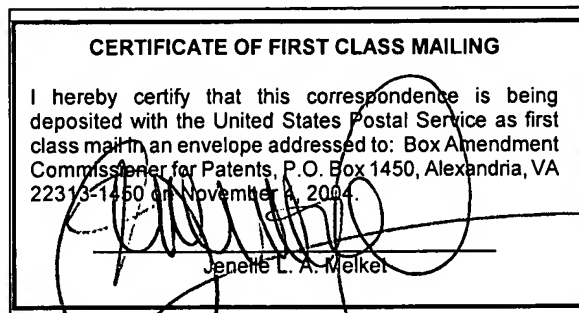 CERTIFICATE OF FIRST CLASS MAILING
I hereby certify that this correspondence is being
deposited with the United States Postal Service as first
class mail in an envelope addressed to: Box Amendment
Commissioner for Patents, P.O. Box 1450, Alexandria, VA
22313-1450 on November 4, 2004.
Jenelle L. A. Melket